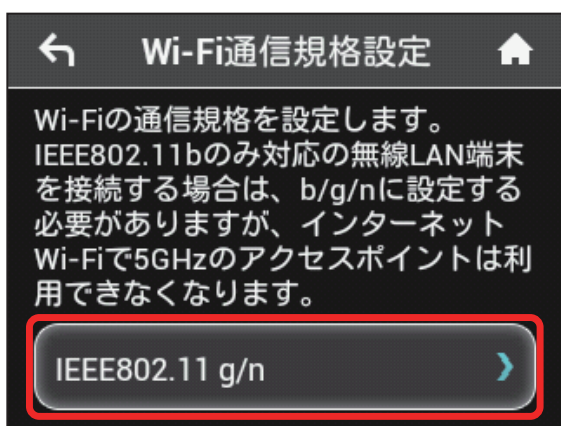 Wi-Fi通信規格設定
Wi-Fiの通信規格を設定します。
IEEE802.11bのみ対応の無線LAN端末
を接続する場合は、b/g/nに設定する
必要がありますが、インターネット
Wi-Fiで5GHzのアクセスポイントは利
用できなくなります。
IEEE802.11 g/n